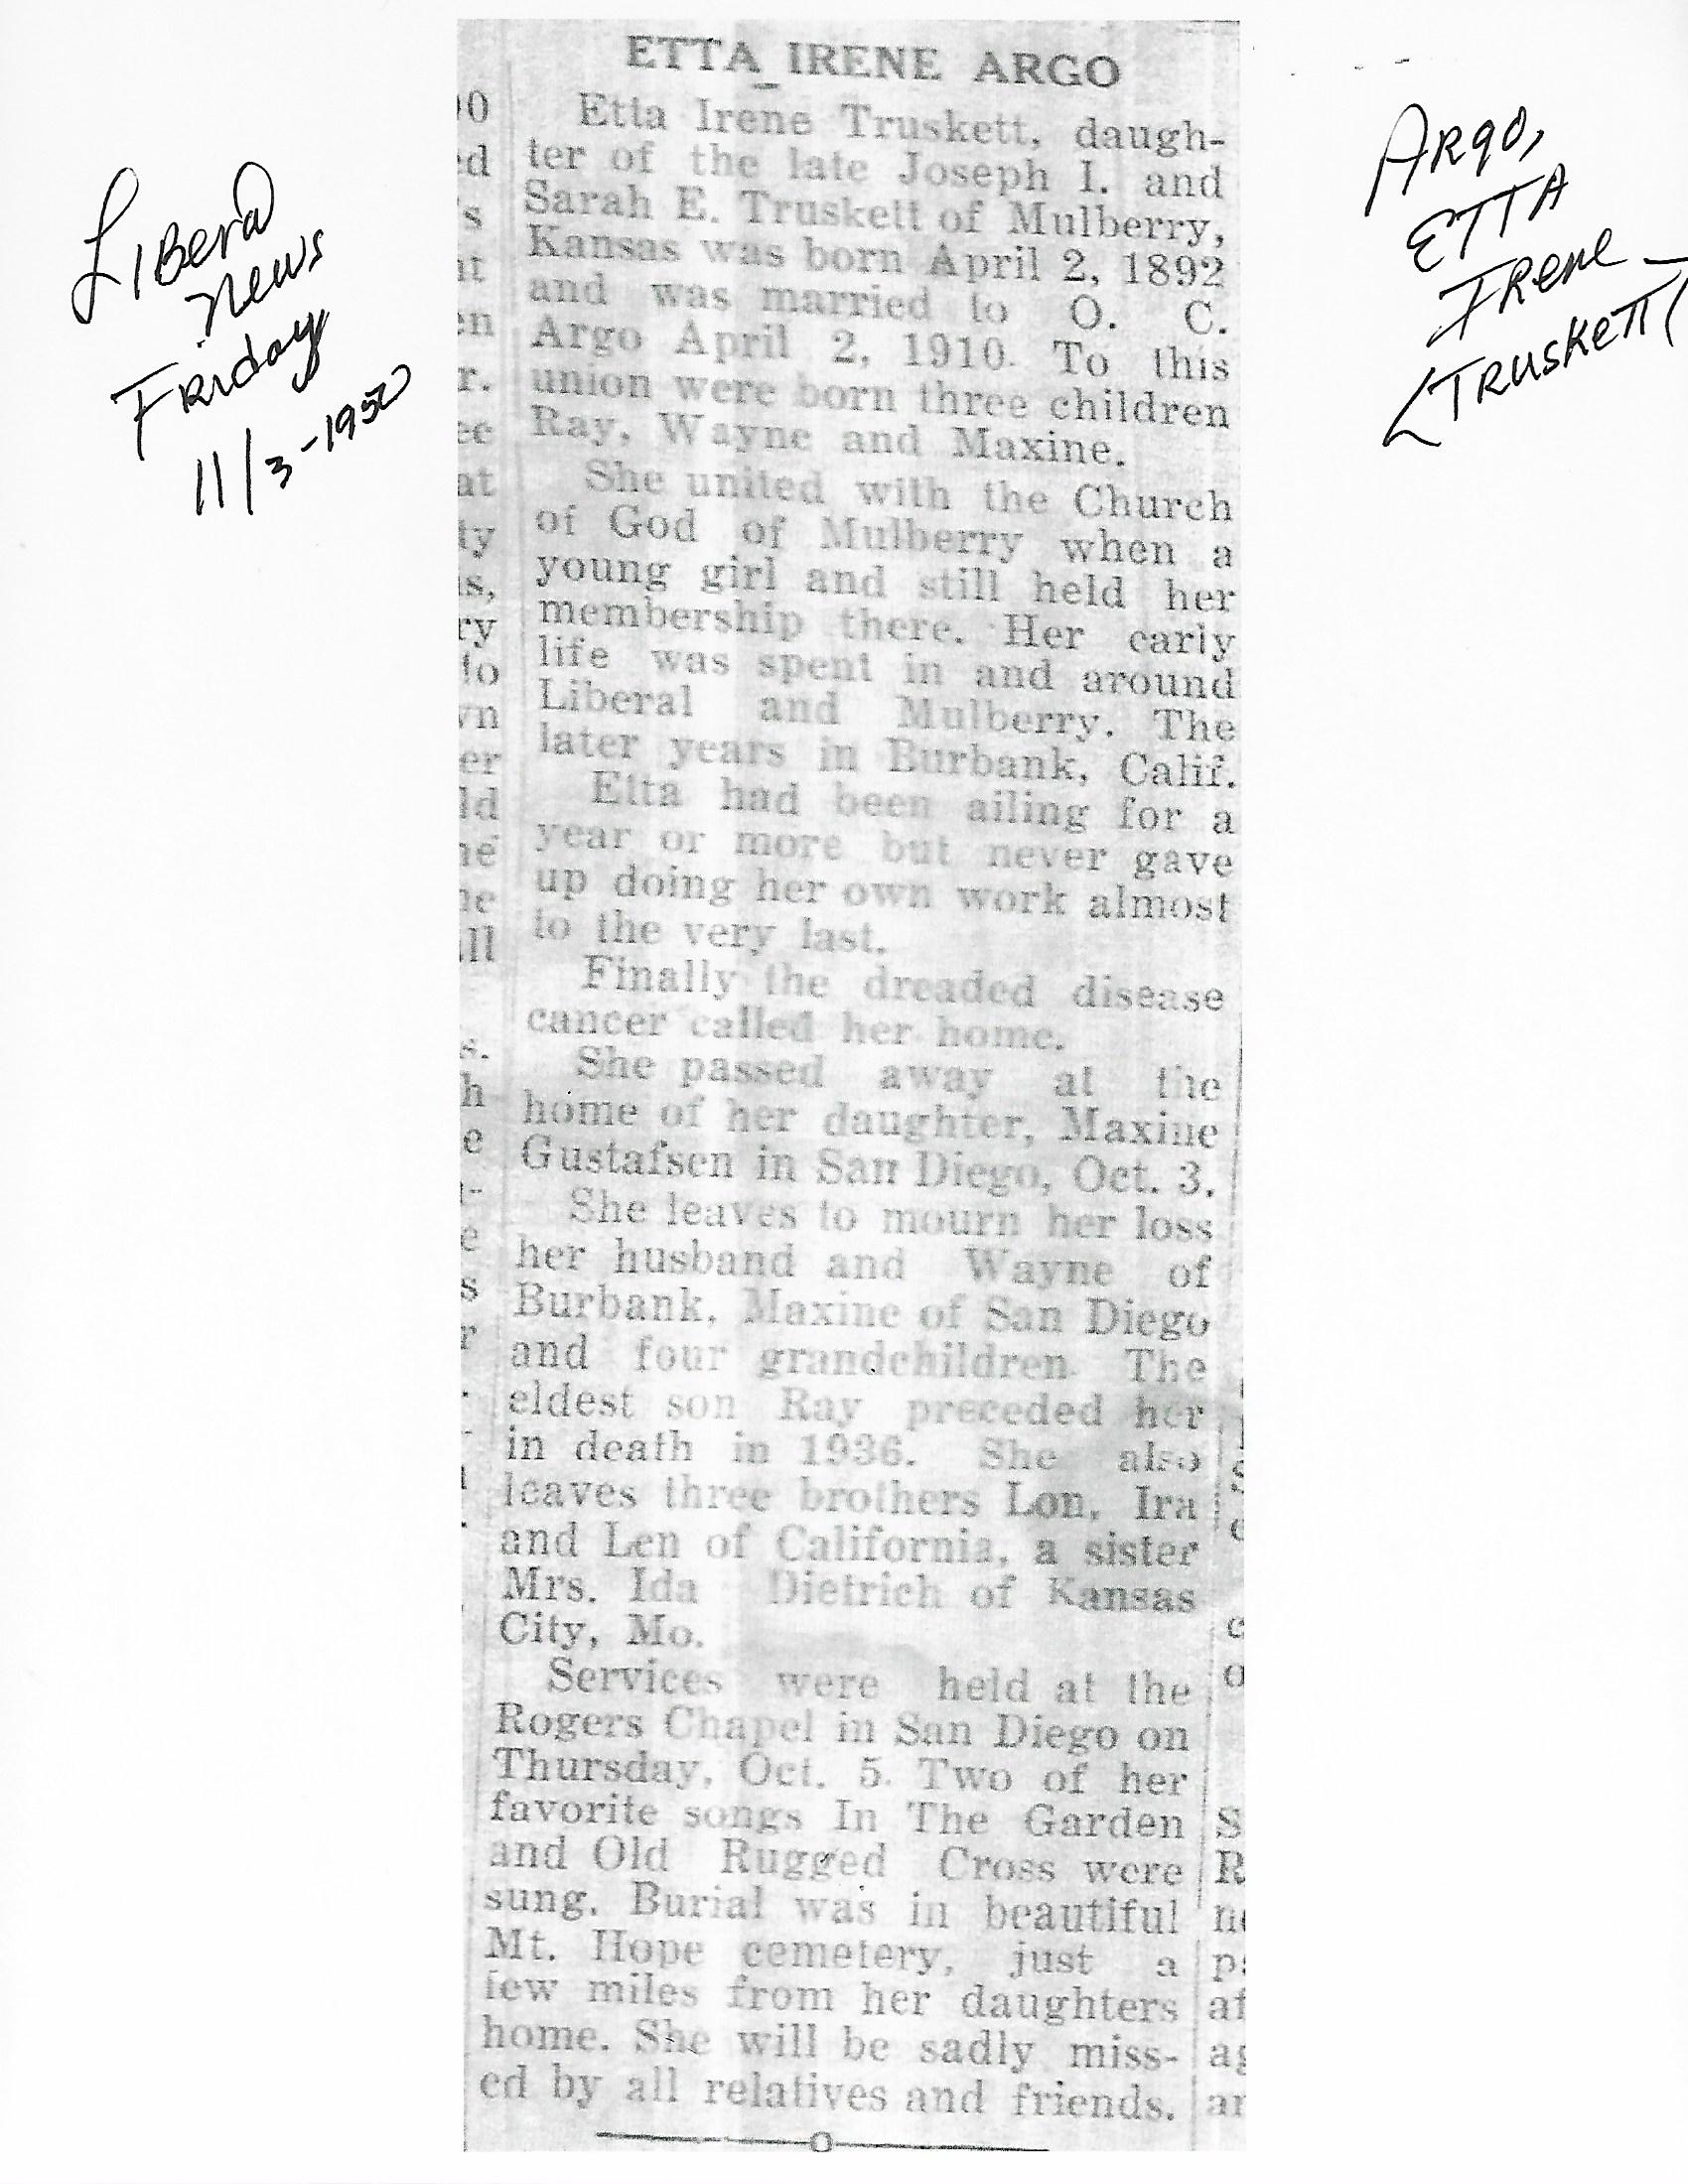 Liberal
News
Friday
11/3-1950
Argo,
ETTA
IRene
(TRUSKETT)
ETTA IRENE ARGO
Etta Irene Truskett, daugh-
ter of the late Joseph I. and
Sarah E. Truskett of Mulberry,
Kansas was born April 2, 1892
and was married to O. C.
Argo April 2, 1910. To this
union were born three children
Ray, Wayne and Maxine.
She united with the Church
of God of Mulberry when a
young girl and still held her
membership there. Her early
life was spent in and around
Liberal and Mulberry. The
later years in Burbank, Calif.
Etta had been ailing for a
year or more but never gave
up doing her own work almost
to the very last.
Finally the dreaded disease
cancer called her home.
She passed away at the
home of her daughter, Maxine
Gustafsen in San Diego, Oct. 3.
She leaves to mourn her loss
her husband and Wayne of
Burbank, Maxine of San Diego
and four grandchildren. The
eldest son Ray preceded her
in death in 1936. She also
leaves three brothers Lon, Ira
and Len of California, a sister
Mrs. Ida Dietrich of Kansas
City, Mo.
Services were held at the
Rogers Chapel in San Diego on
Thursday, Oct. 5. Two of her
favorite songs In The Garden
and Old Rugged Cross were
sung. Burial was in beautiful
Mt. Hope cemetery, just a
few miles from her daughters
home. She will be sadly miss-
ed by all relatives and friends.